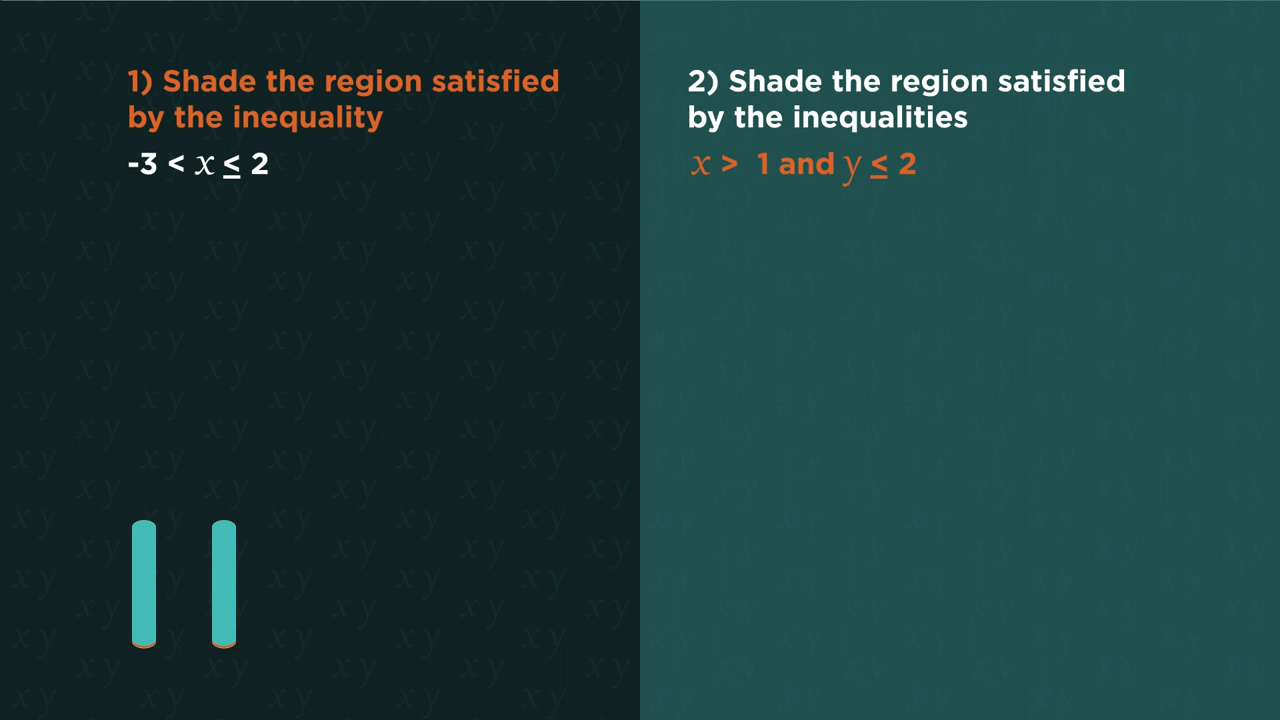 1) Shade the region satisfied
by the inequality
-3 < x ≤ 2
2) Shade the region satisfied
by the inequalities
x > 1 and y ≤ 2